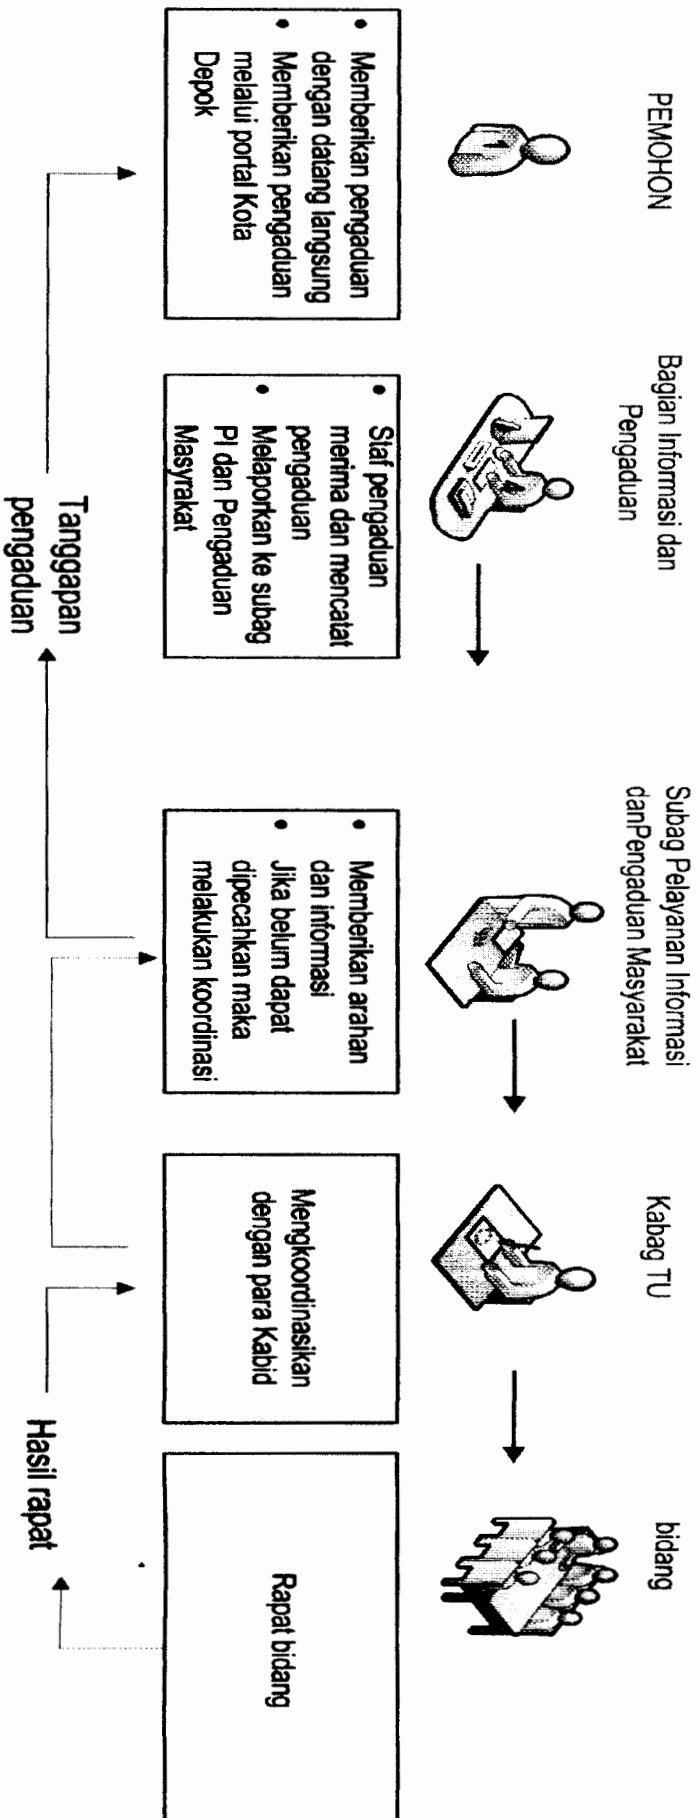 PEMOHON
Memberikan pengaduan
dengan datang langsung
Memberikan pengaduan
melalui portal Kota
Depok
Bagian Informasi dan
Pengaduan
Staf pengaduan
merima dan mencatat
pengaduan
Melaporkan ke subag
PI dan Pengaduan
Masyrakat
Subag Pelayanan Informasi
danPengaduan Masyarakat
Memberikan arahan
dan informasi
Jika belum dapat
dipecahkan maka
melakukan koordinasi
Kabag TU
Mengkoordinasikan
dengan para Kabid
bidang
Rapat bidang
Tanggapan
pengaduan
Hasil rapat